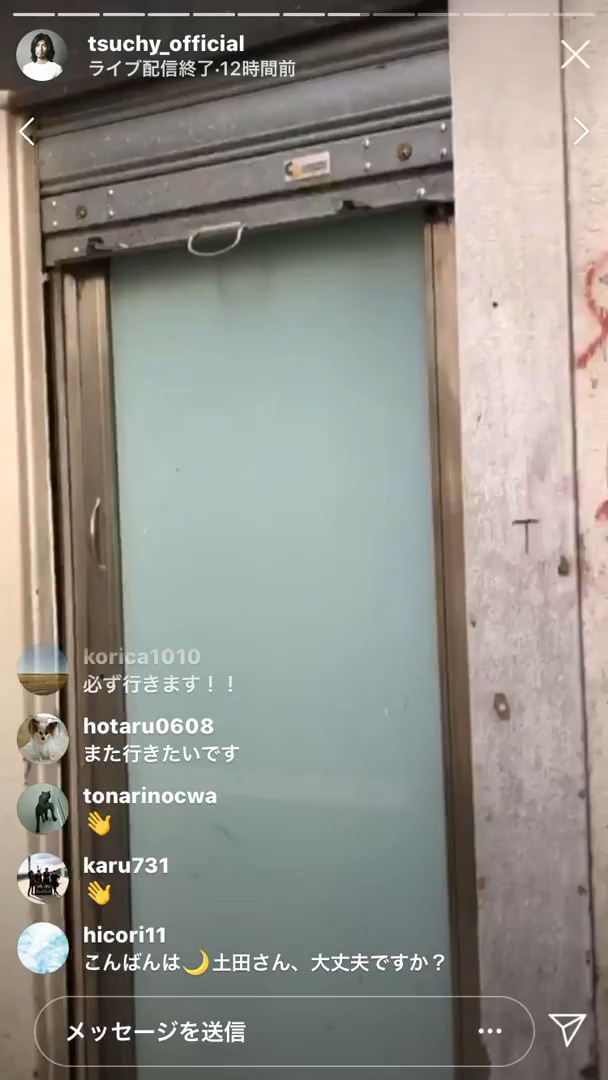 tsuchy_official
ライブ配信終了·12時間前
T
korica1010
必ず行きます！！
hotaru0608
また行きたいです
tonarinocwa
👋
karu731
👋
hicori11
こんばんは🌙土田さん、大丈夫ですか？
メッセージを送信